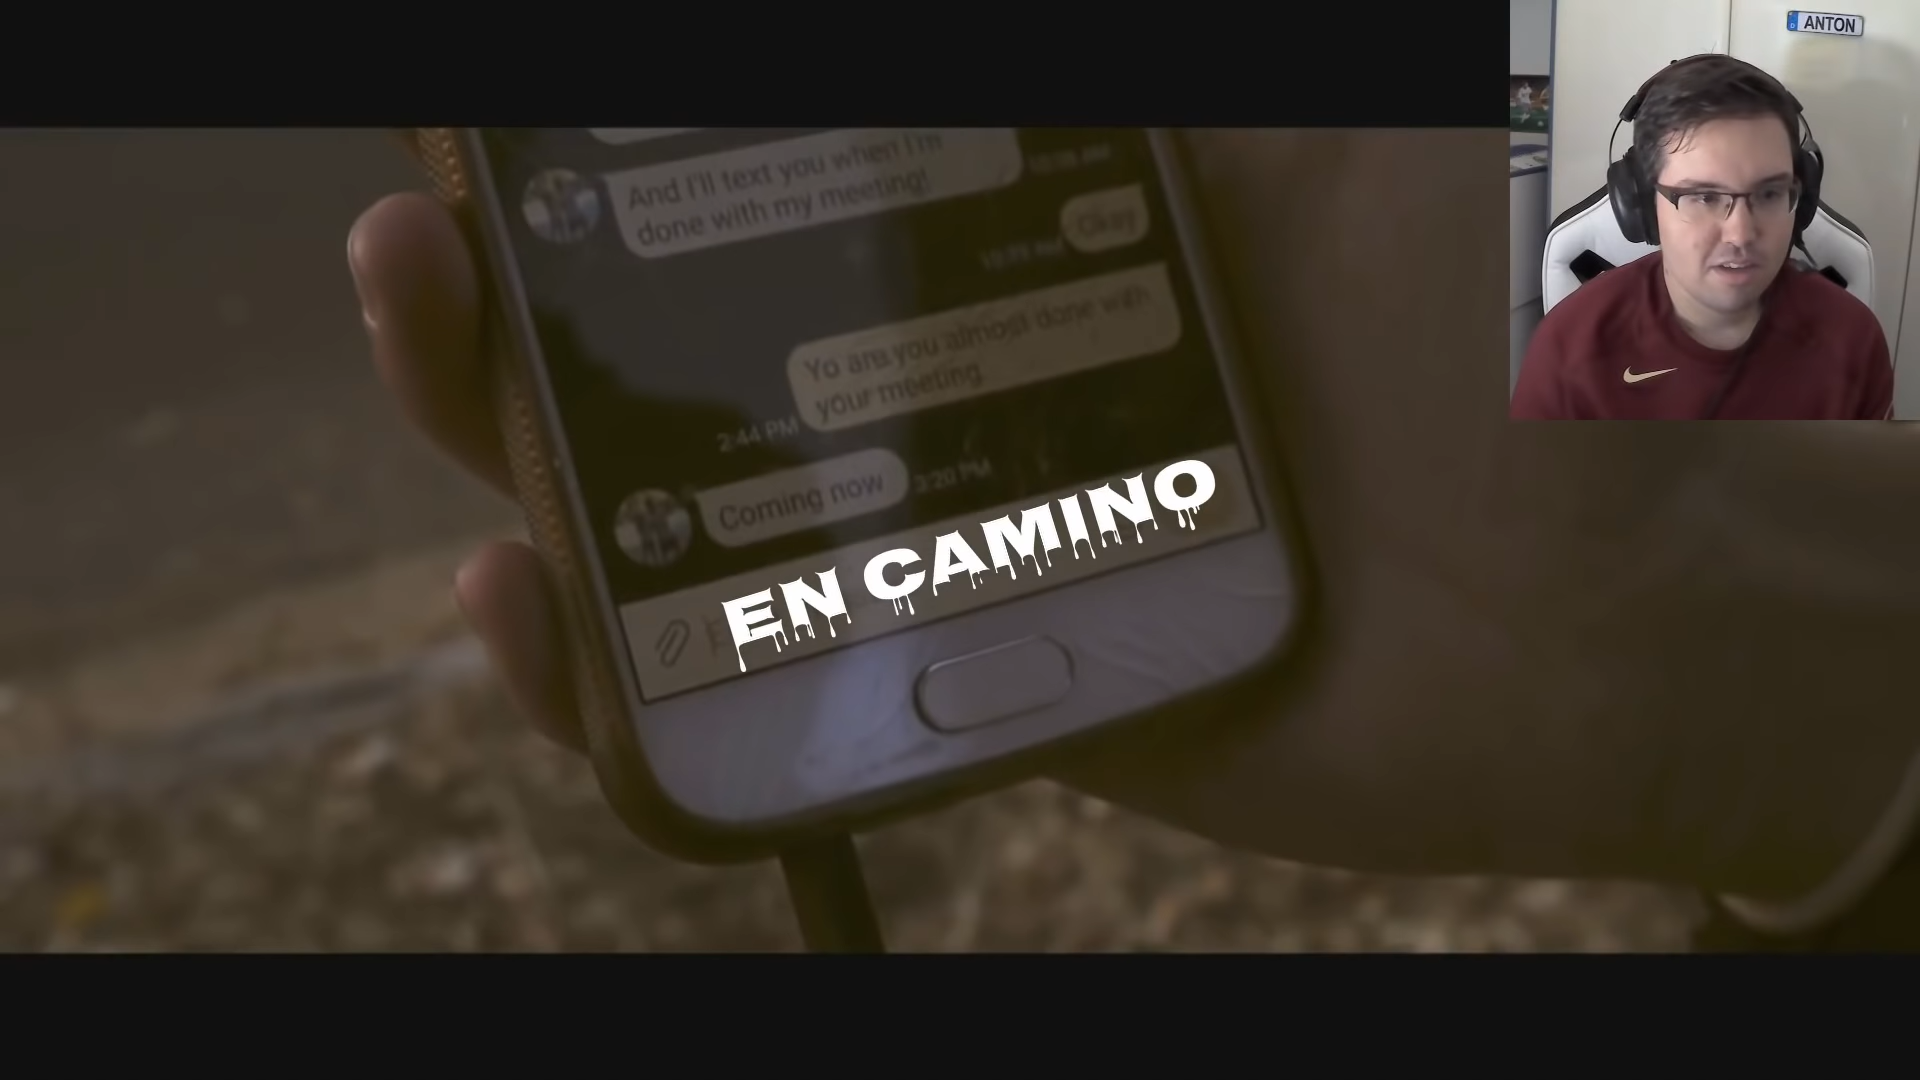 ANTON
And I'll text you when I'm
done with my meeting!
Okay
Yo are you almost done with
your meeting
2:44 PM
Coming now
3:20 PM
EN CAMINO